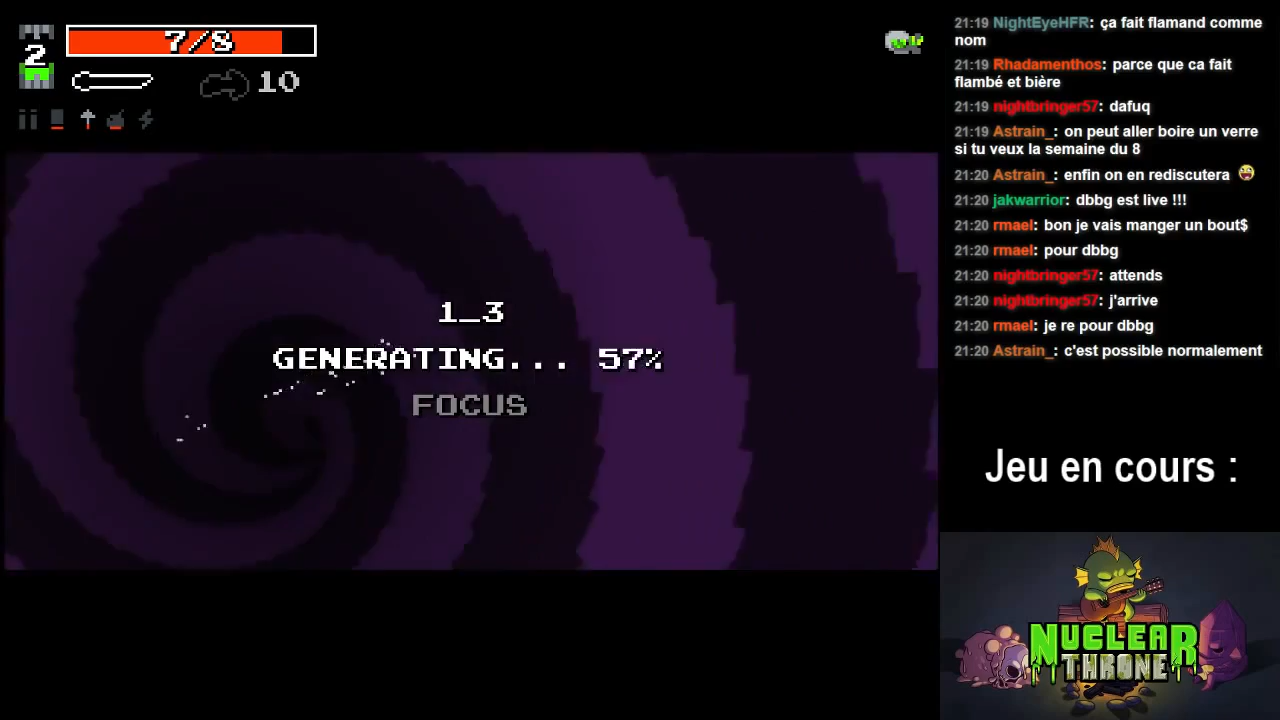 2
7/8
10
1_3
GENERATING... 57%
FOCUS
21:19 NightEyeHFR: ça fait flamand comme
nom
21:19 Rhadamenthos: parce que ca fait
flambé et bière
21:19 nightbringer57: dafuq
21:19 Astrain_: on peut aller boire un verre
si tu veux la semaine du 8
21:20 Astrain_: enfin on en rediscutera
21:20 jakwarrior: dbbg est live !!!
21:20 rmael: bon je vais manger un bout$
21:20 rmael: pour dbbg
21:20 nightbringer57: attends
21:20 nightbringer57: j'arrive
21:20 rmael: je re pour dbbg
21:20 Astrain_: c'est possible normalement
Jeu en cours :
NUCLEAR
THRONE